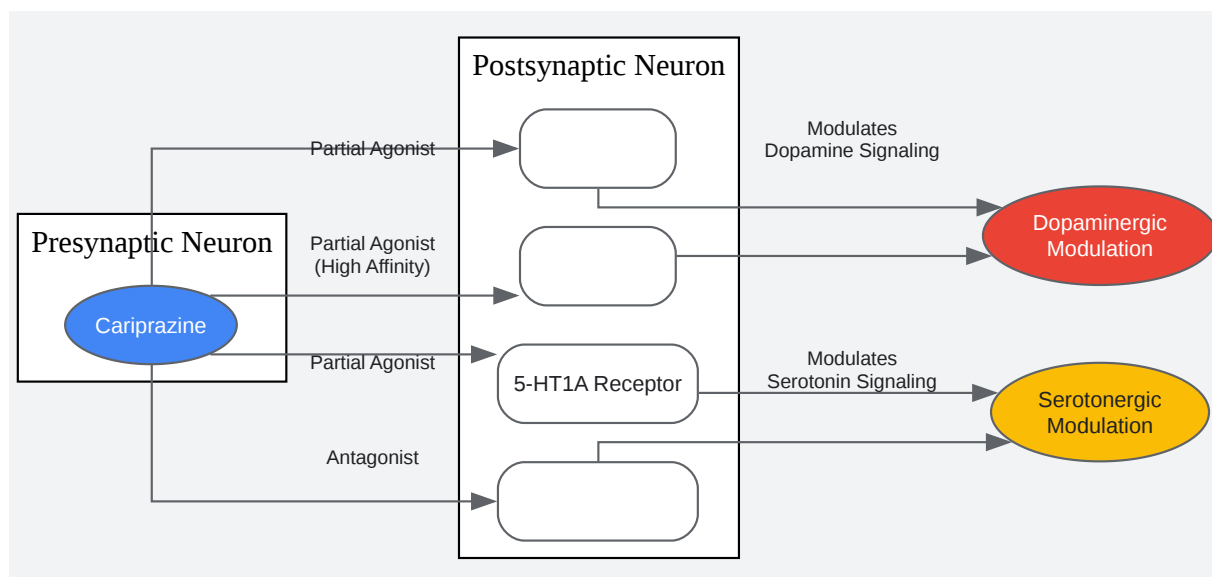 Postsynaptic Neuron
Partial Agonist
Modulates
Dopamine Signaling
Presynaptic Neuron
Cariprazine
Partial Agonist
(High Affinity)
Dopaminergic
Modulation
Partial Agonist
5-HT1A Receptor
Modulates
Serotonin Signaling
Serotonergic
Modulation
Antagonist